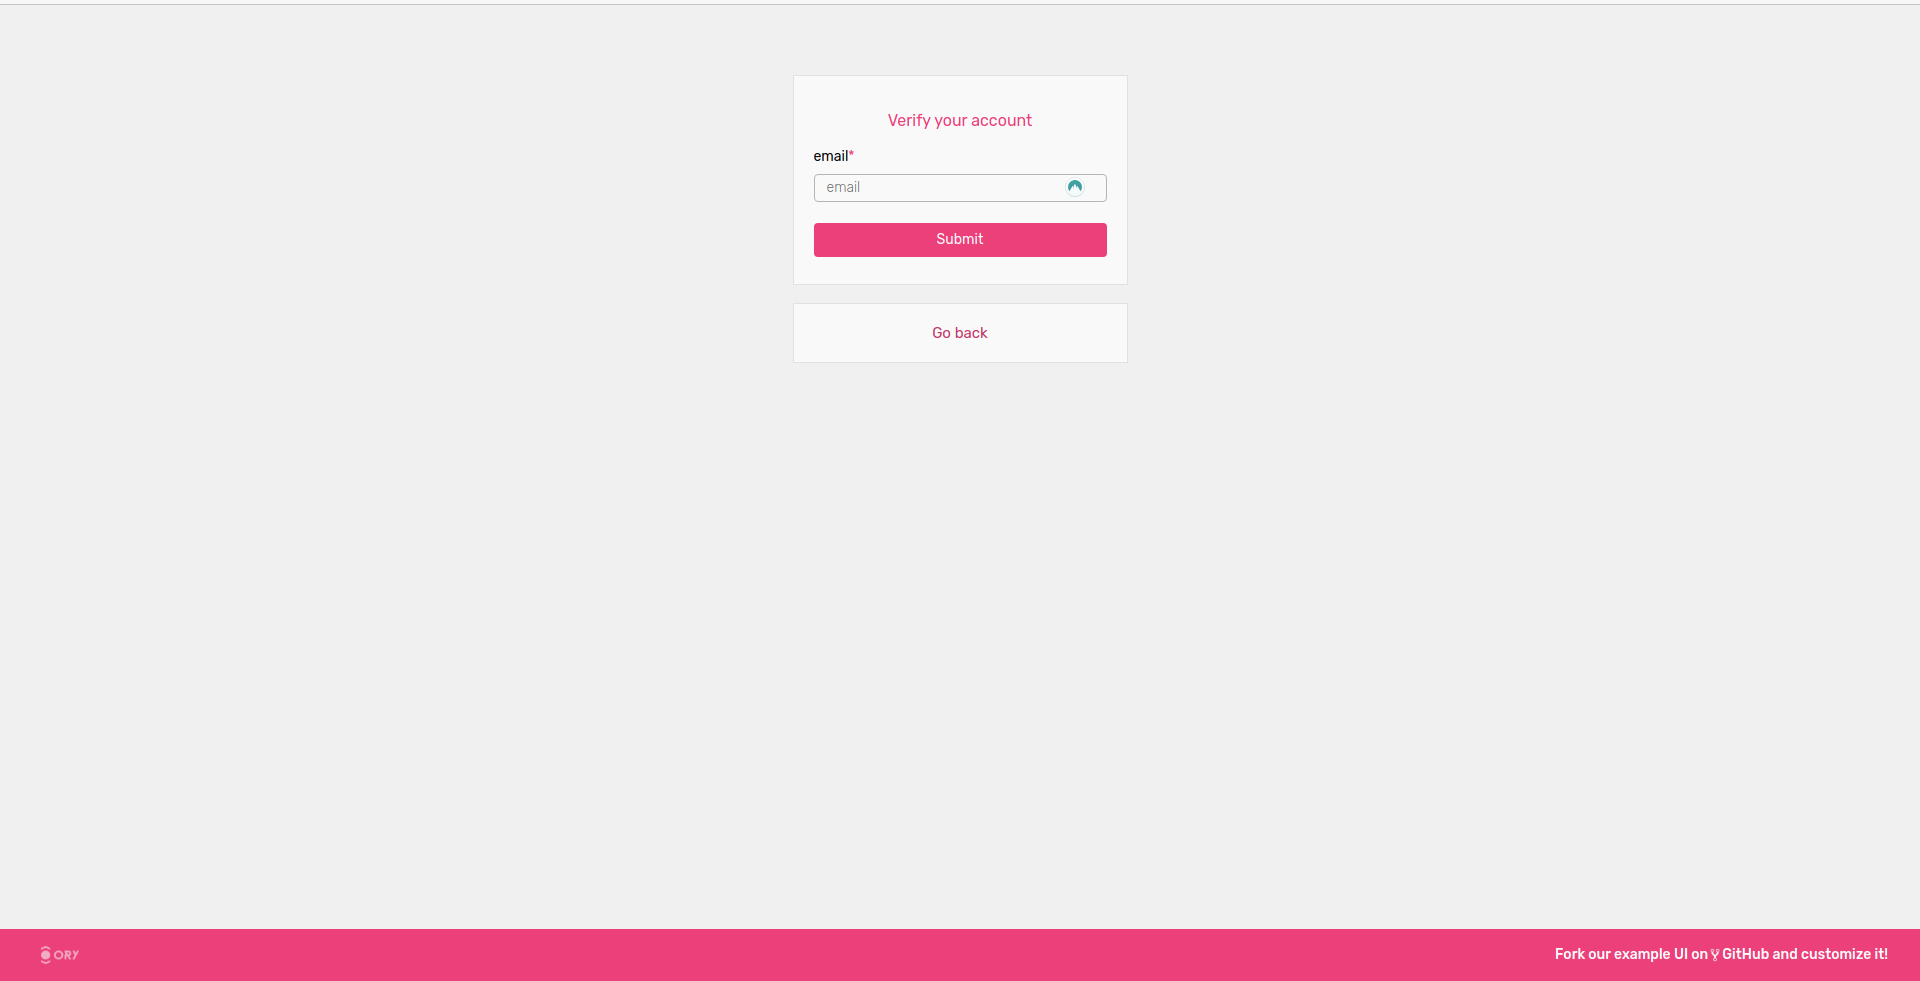 Verify your account
email*
email
Submit
Go back
ORY
Fork our example UI on GitHub and customize it!